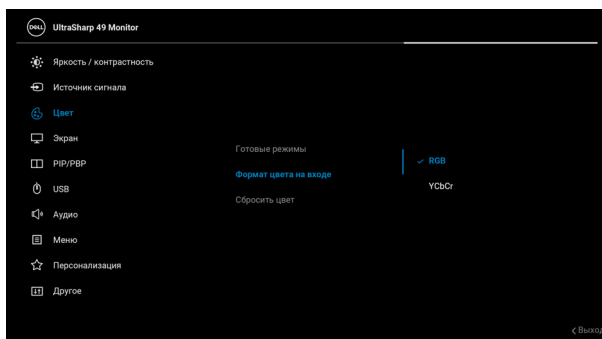 DELL UltraSharp 49 Monitor
Яркость / контрастность
Источник сигнала
Цвет
Экран
Готовые режимы
PIP/PBP
RGB
Формат цвета на входе
USB
YCbCr
Сбросить цвет
Аудио
Меню
Персонализация
Другое
Выход